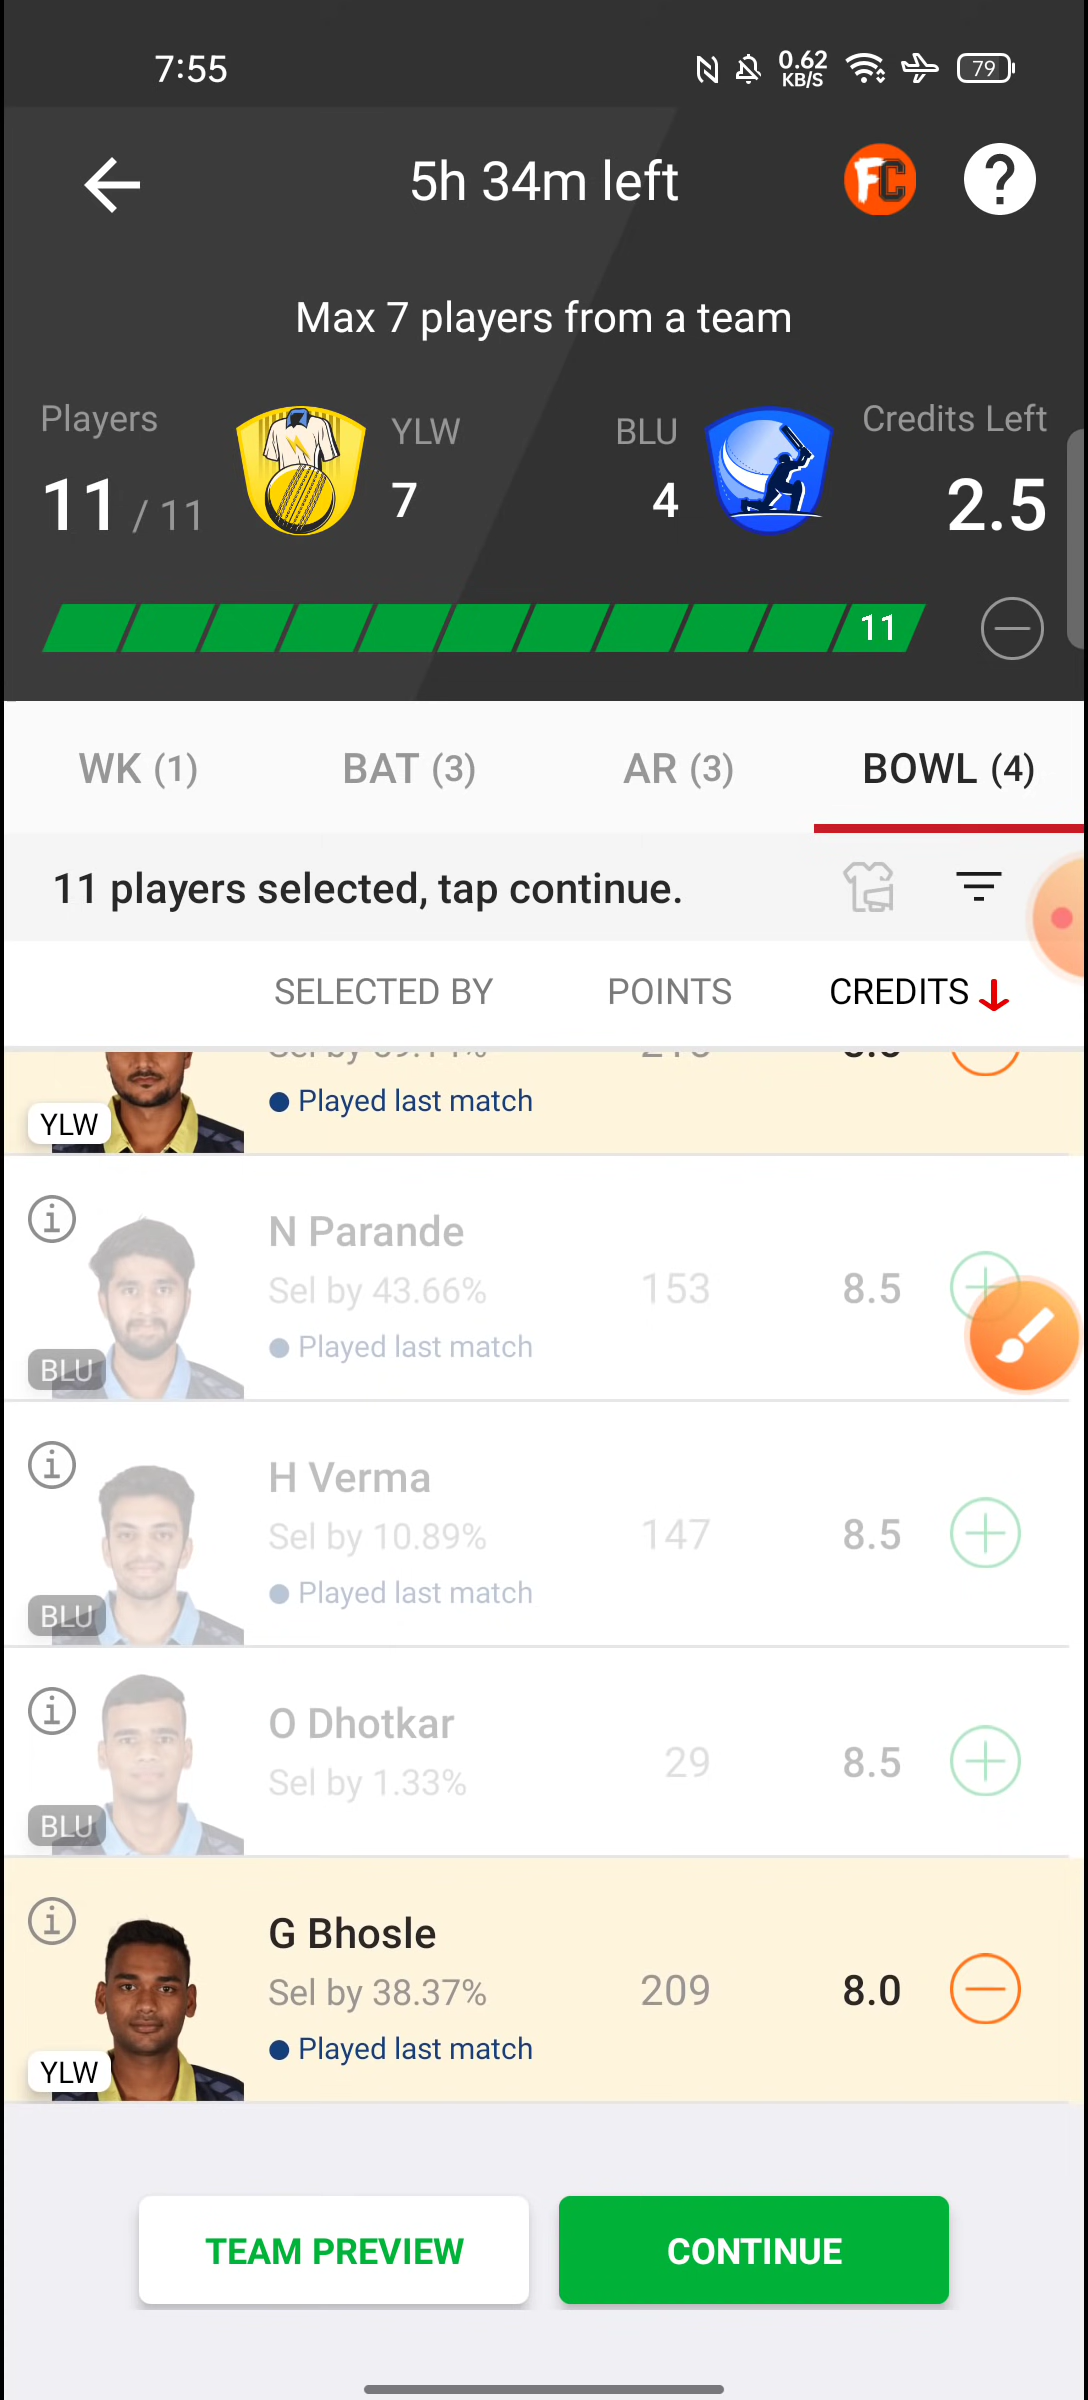 7:55
0.62
KB/S
79
5h 34m left
FC
?
Max 7 players from a team
Players
YLW
BLU
Credits Left
11 / 11
7
4
2.5
11
WK (1)
BAT (3)
AR (3)
BOWL (4)
11 players selected, tap continue.
SELECTED BY
POINTS
CREDITS
Played last match
YLW
N Parande
Sel by 43.66%
153
8.5
Played last match
BLU
H Verma
Sel by 10.89%
147
8.5
Played last match
BLU
O Dhotkar
Sel by 1.33%
29
8.5
BLU
G Bhosle
Sel by 38.37%
209
8.0
Played last match
YLW
TEAM PREVIEW
CONTINUE